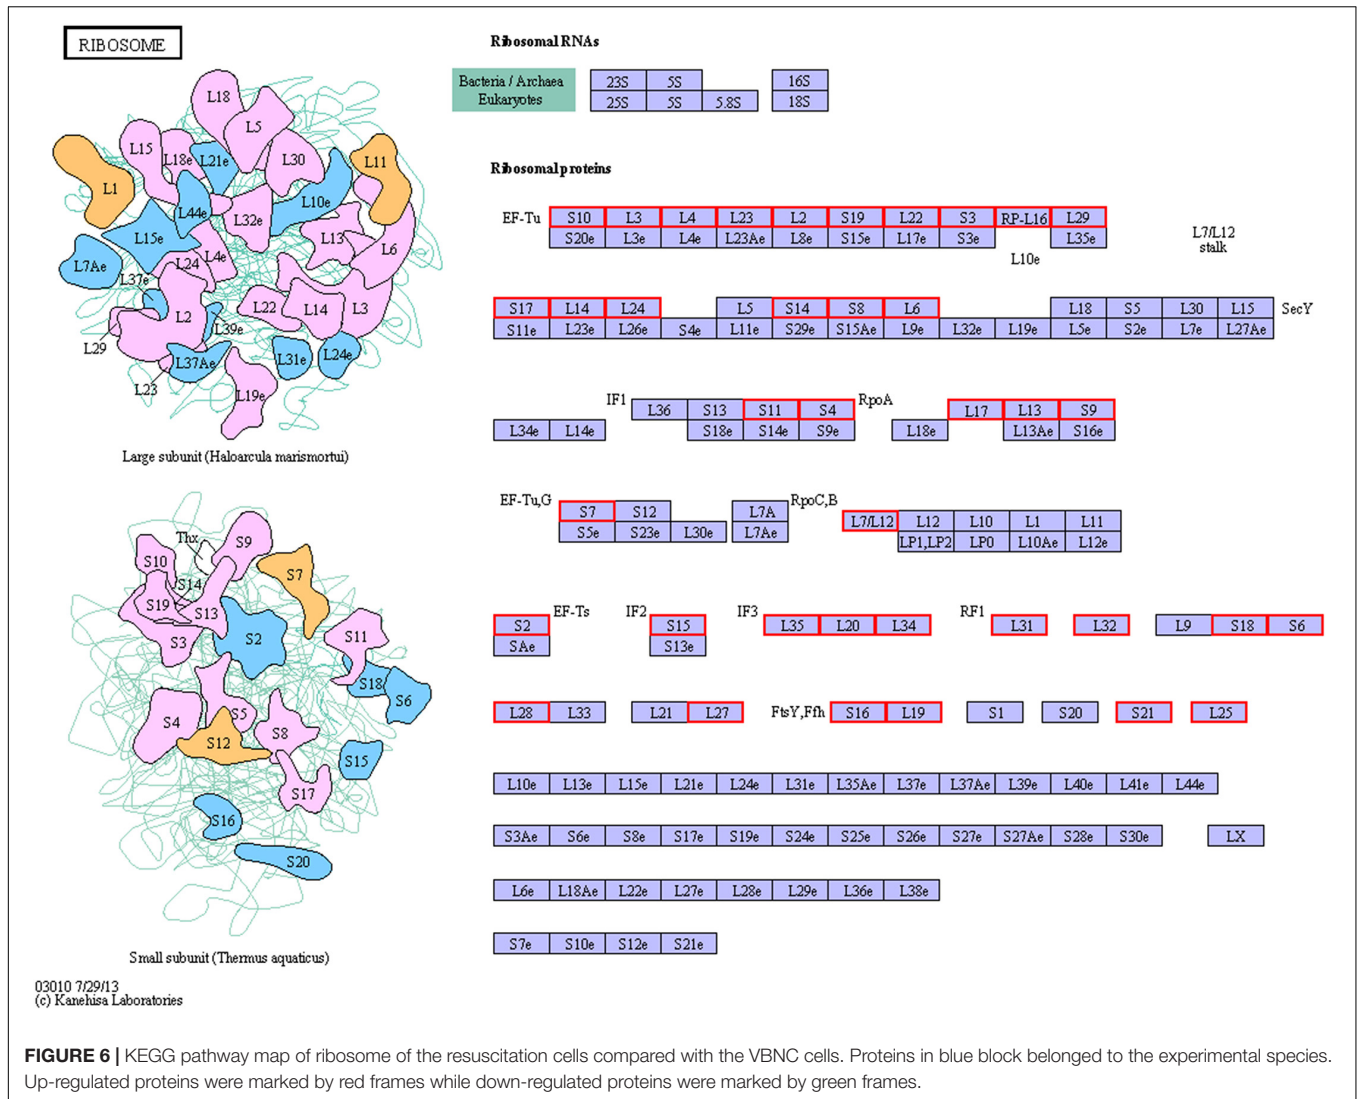 RIBOSOME
Ribosomal RNAs
Bacteria / Archaea 23S 5S 16S
Eukaryotes 25S 5S 5.8S 18S
Ribosomal proteins
EF-Tu S10 L3 L4 L23 L2 S19 L22 S3 RP-L16 L29
S20e L3e L4e L23Ae L8e S15e L17e S3e L35e
L10e
L7/L12
stalk
S17 L14 L24 L5 S14 S8 L6 L18 S5 L30 L15 SecY
S11e L23e L26e S4e L11e S29e S15Ae L9e L32e L19e L5e S2e L7e L27Ae
IF1 L36 S13 S11 S4 RpoA L17 L13 S9
L34e L14e S18e S14e S9e L18e L13Ae S16e
EF-Tu,G S7 S12 L7A RpoC,B L7/L12 L12 L10 L1 L11
S5e S23e L30e L7Ae LP1,LP2 LP0 L10Ae L12e
S2 EF-Ts IF2 S15 IF3 L35 L20 L34 RF1 L31 L32 L9 S18 S6
SAe S13e
L28 L33 L21 L27 FtsY,Ffh S16 L19 S1 S20 S21 L25
L10e L13e L15e L21e L24e L31e L35Ae L37e L37Ae L39e L40e L41e L44e
S3Ae S6e S8e S17e S19e S24e S25e S26e S27e S27Ae S28e S30e LX
L6e L18Ae L22e L27e L28e L29e L36e L38e
S7e S10e S12e S21e
L18
L5
L15
L18e
L21e
L30
L11
L1
L10e
L44e
L32e
L15e
L13
L6
L7Ae
L24
L4e
L37e
L2
L22
L14
L3
L39e
L29
L37Ae
L31e
L24e
L23
L19e
Large subunit (Haloarcula marismortui)
Thx
S9
S10
S14
S7
S19
S13
S3
S2
S11
S18
S6
S4
S5
S12
S8
S15
S17
S16
S20
Small subunit (Thermus aquaticus)
03010 7/29/13
(c) Kanehisa Laboratories
FIGURE 6 | KEGG pathway map of ribosome of the resuscitation cells compared with the VBNC cells. Proteins in blue block belonged to the experimental species.
Up-regulated proteins were marked by red frames while down-regulated proteins were marked by green frames.